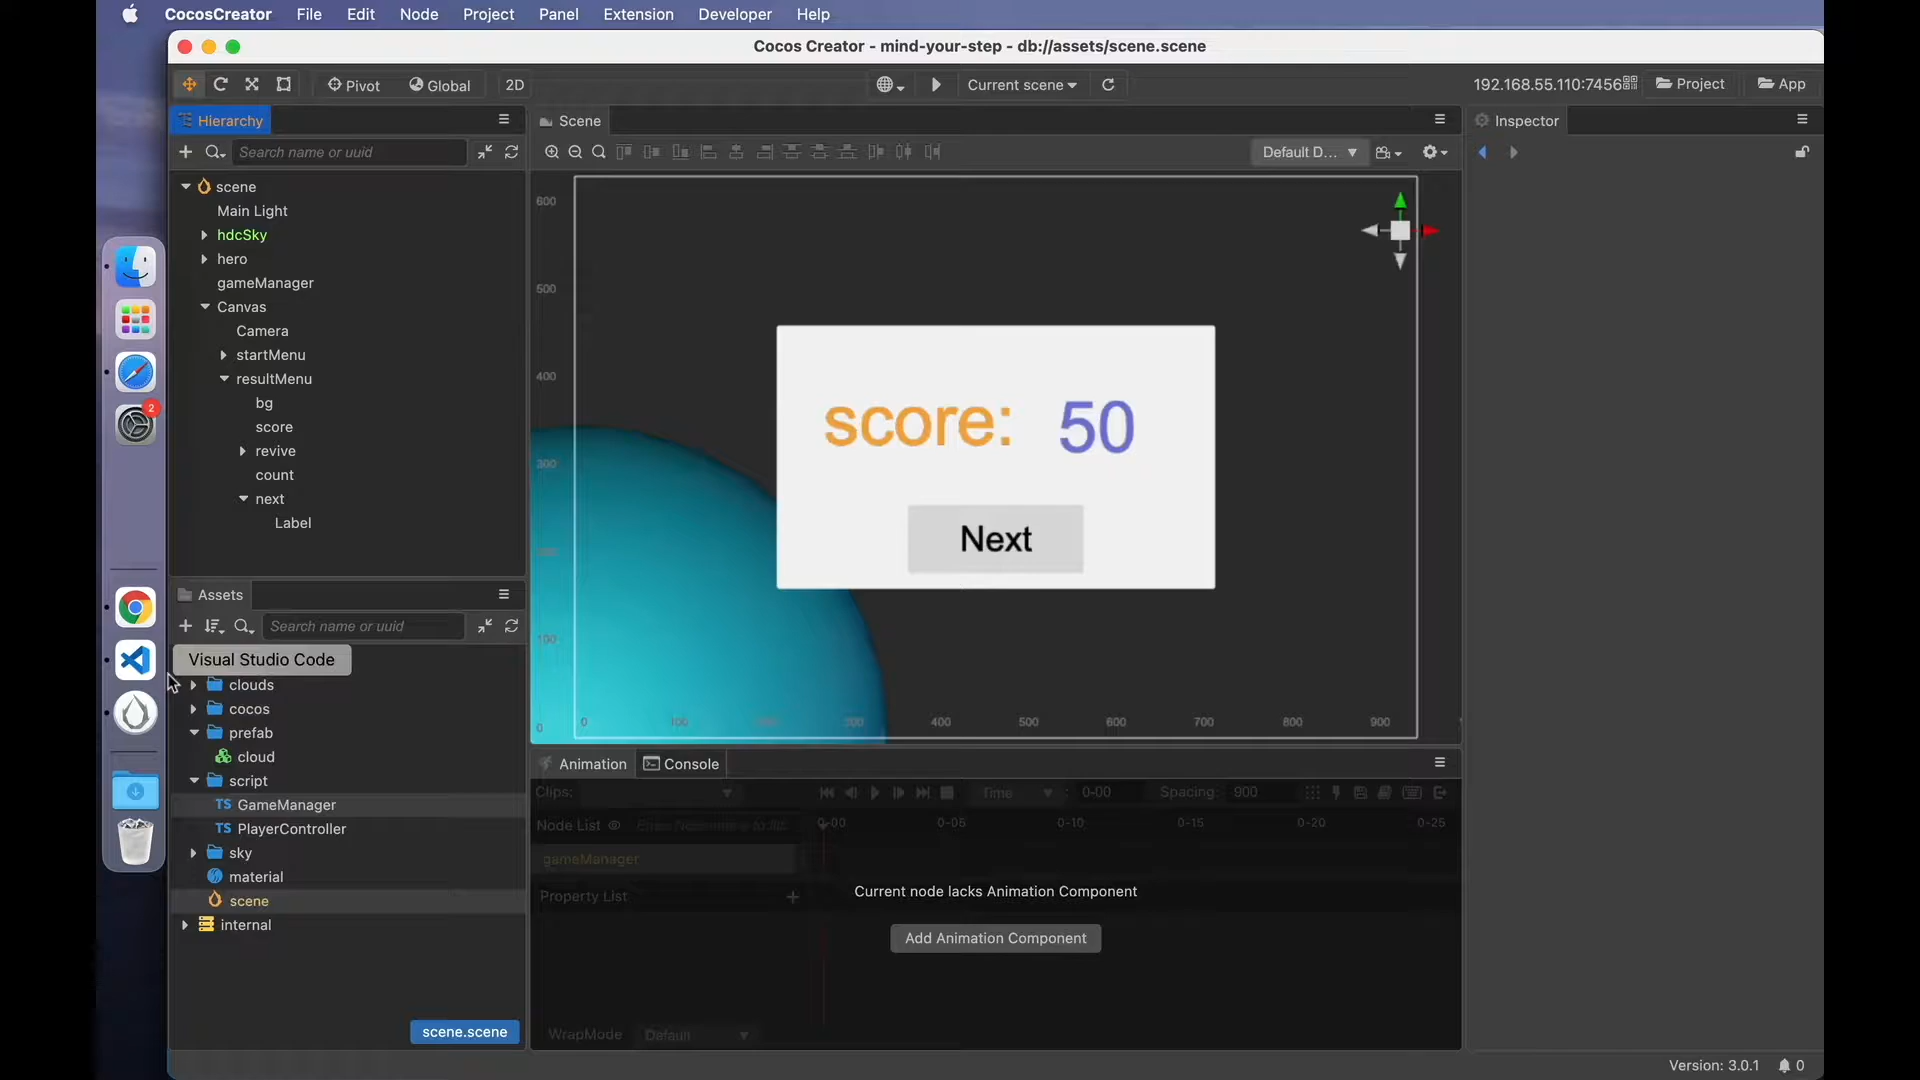 CocosCreator File Edit Node Project Panel Extension Developer Help
Cocos Creator - mind-your-step - db://assets/scene.scene
Pivot Global 2D Current scene 192.168.55.110:7456 Project App
Hierarchy
Search name or uuid
scene
Main Light
hdcSky
hero
gameManager
Canvas
Camera
startMenu
resultMenu
bg
score
revive
count
next
Label
Assets
Search name or uuid
Visual Studio Code
clouds
cocos
prefab
cloud
script
TS GameManager
TS PlayerController
sky
material
scene
internal
scene.scene
2
Scene
Default D...
600
500
400
300
100
0
0 100 300 400 500 600 700 800 900
score: 50
Next
Animation Console
Clips: Time : 0-00 Spacing: 900
Node List 0-00 0-05 0-10 0-15 0-20 0-25
gameManager
Property List
Current node lacks Animation Component
Add Animation Component
WrapMode Default
Inspector
Version: 3.0.1 0